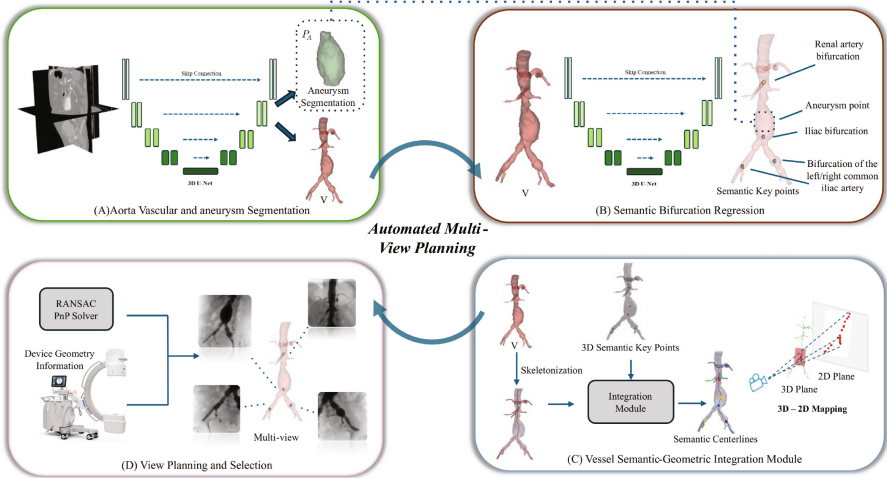 P_A
Skip Connection
Aneurysm
Segmentation
3D U-Net
V
(A)Aorta Vascular and aneurysm Segmentation
Skip Connection
3D U-Net
V
Renal artery
bifurcation
Aneurysm point
Iliac bifurcation
Bifurcation of the
left/right common
iliac artery
Semantic Key points
(B) Semantic Bifurcation Regression
Automated Multi-
View Planning
RANSAC
PnP Solver
Device Geometry
Information
Multi-view
(D) View Planning and Selection
V
Skeletonization
3D Semantic Key Points
Integration
Module
Semantic Centerlines
2D Plane
3D Plane
3D – 2D Mapping
(C) Vessel Semantic-Geometric Integration Module